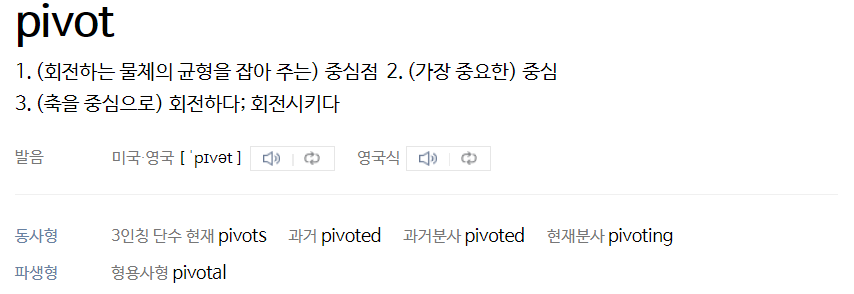 pivot
1. (회전하는 물체의 균형을 잡아 주는) 중심점 2. (가장 중요한) 중심
3. (축을 중심으로) 회전하다; 회전시키다
발음 미국·영국 [ ˈpɪvət ] 영국식
동사형 3인칭 단수 현재 pivots 과거 pivoted 과거분사 pivoted 현재분사 pivoting
파생형 형용사형 pivotal